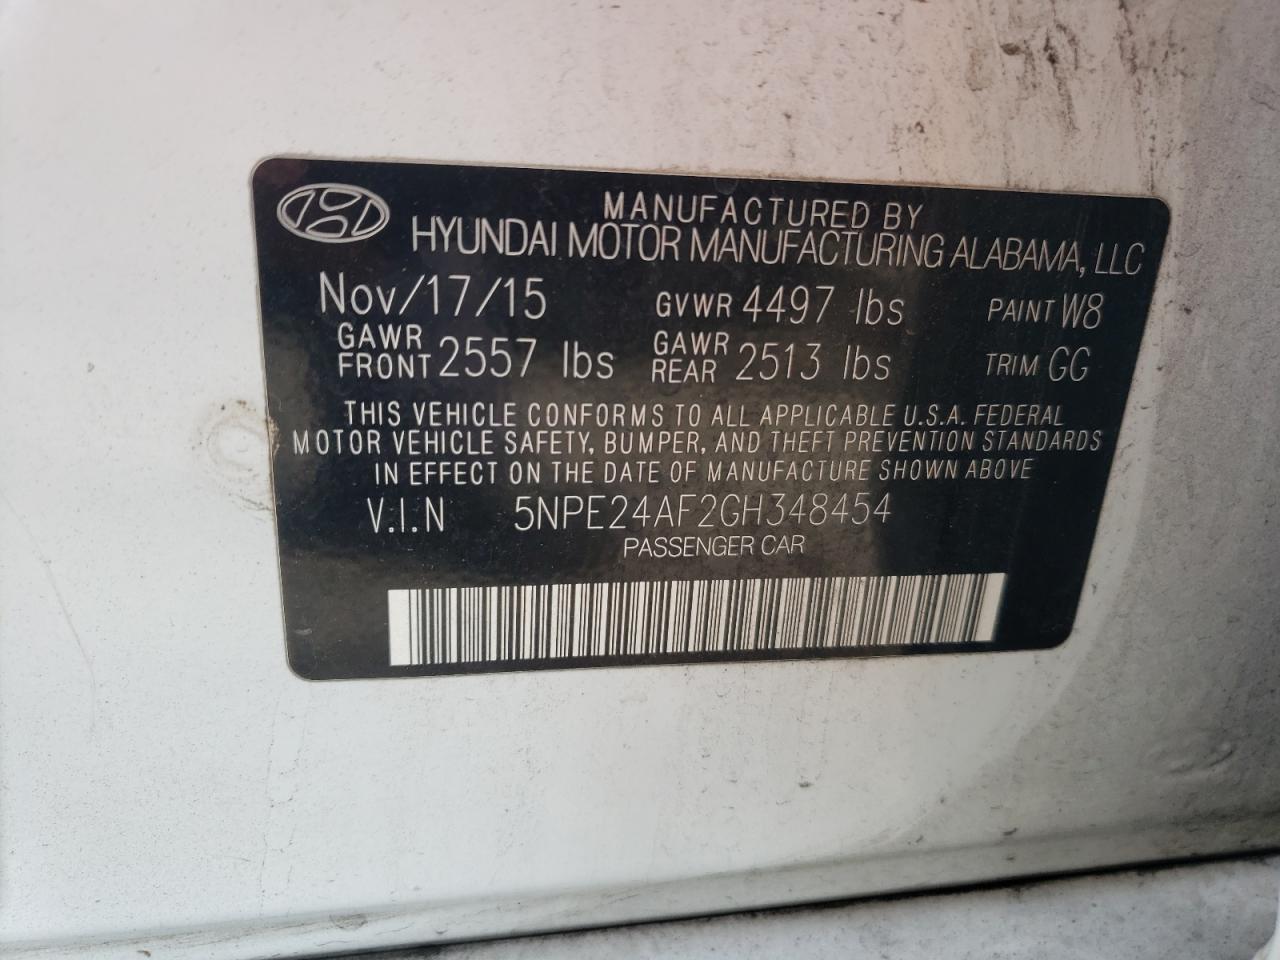 MANUFACTURED BY
HYUNDAI MOTOR MANUFACTURING ALABAMA, LLC
Nov/17/15 GVWR 4497 lbs PAINT W8
GAWR FRONT 2557 lbs GAWR REAR 2513 lbs TRIM GG
THIS VEHICLE CONFORMS TO ALL APPLICABLE U.S.A. FEDERAL
MOTOR VEHICLE SAFETY, BUMPER, AND THEFT PREVENTION STANDARDS
IN EFFECT ON THE DATE OF MANUFACTURE SHOWN ABOVE
V.I.N 5NPE24AF2GH348454
PASSENGER CAR